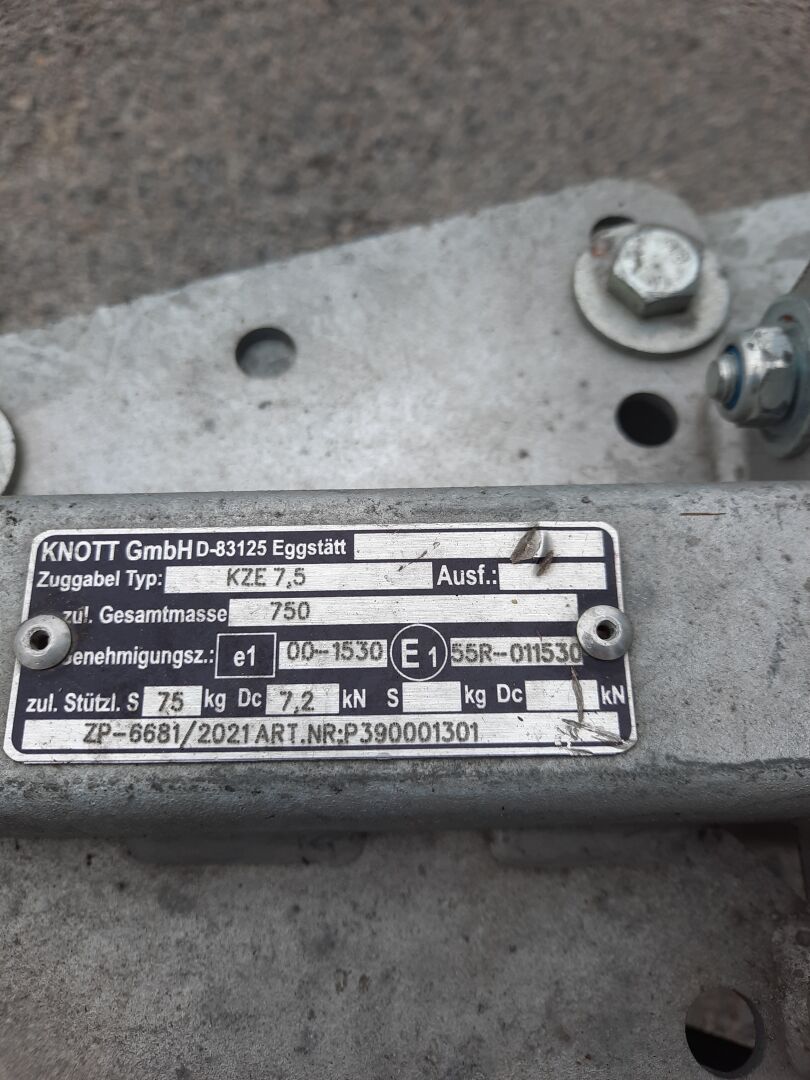 KNOTT GmbH D-83125 Eggstätt
Zuggabel Typ: KZE 7,5 Ausf.:
zul. Gesamtmasse 750
Genehmigungsz.: e1 00-1530 E1 55R-011530
zul. Stützl. S 75 kg Dc 7,2 kN S kg Dc kN
ZP-6681/2021 ART.NR:P390001301